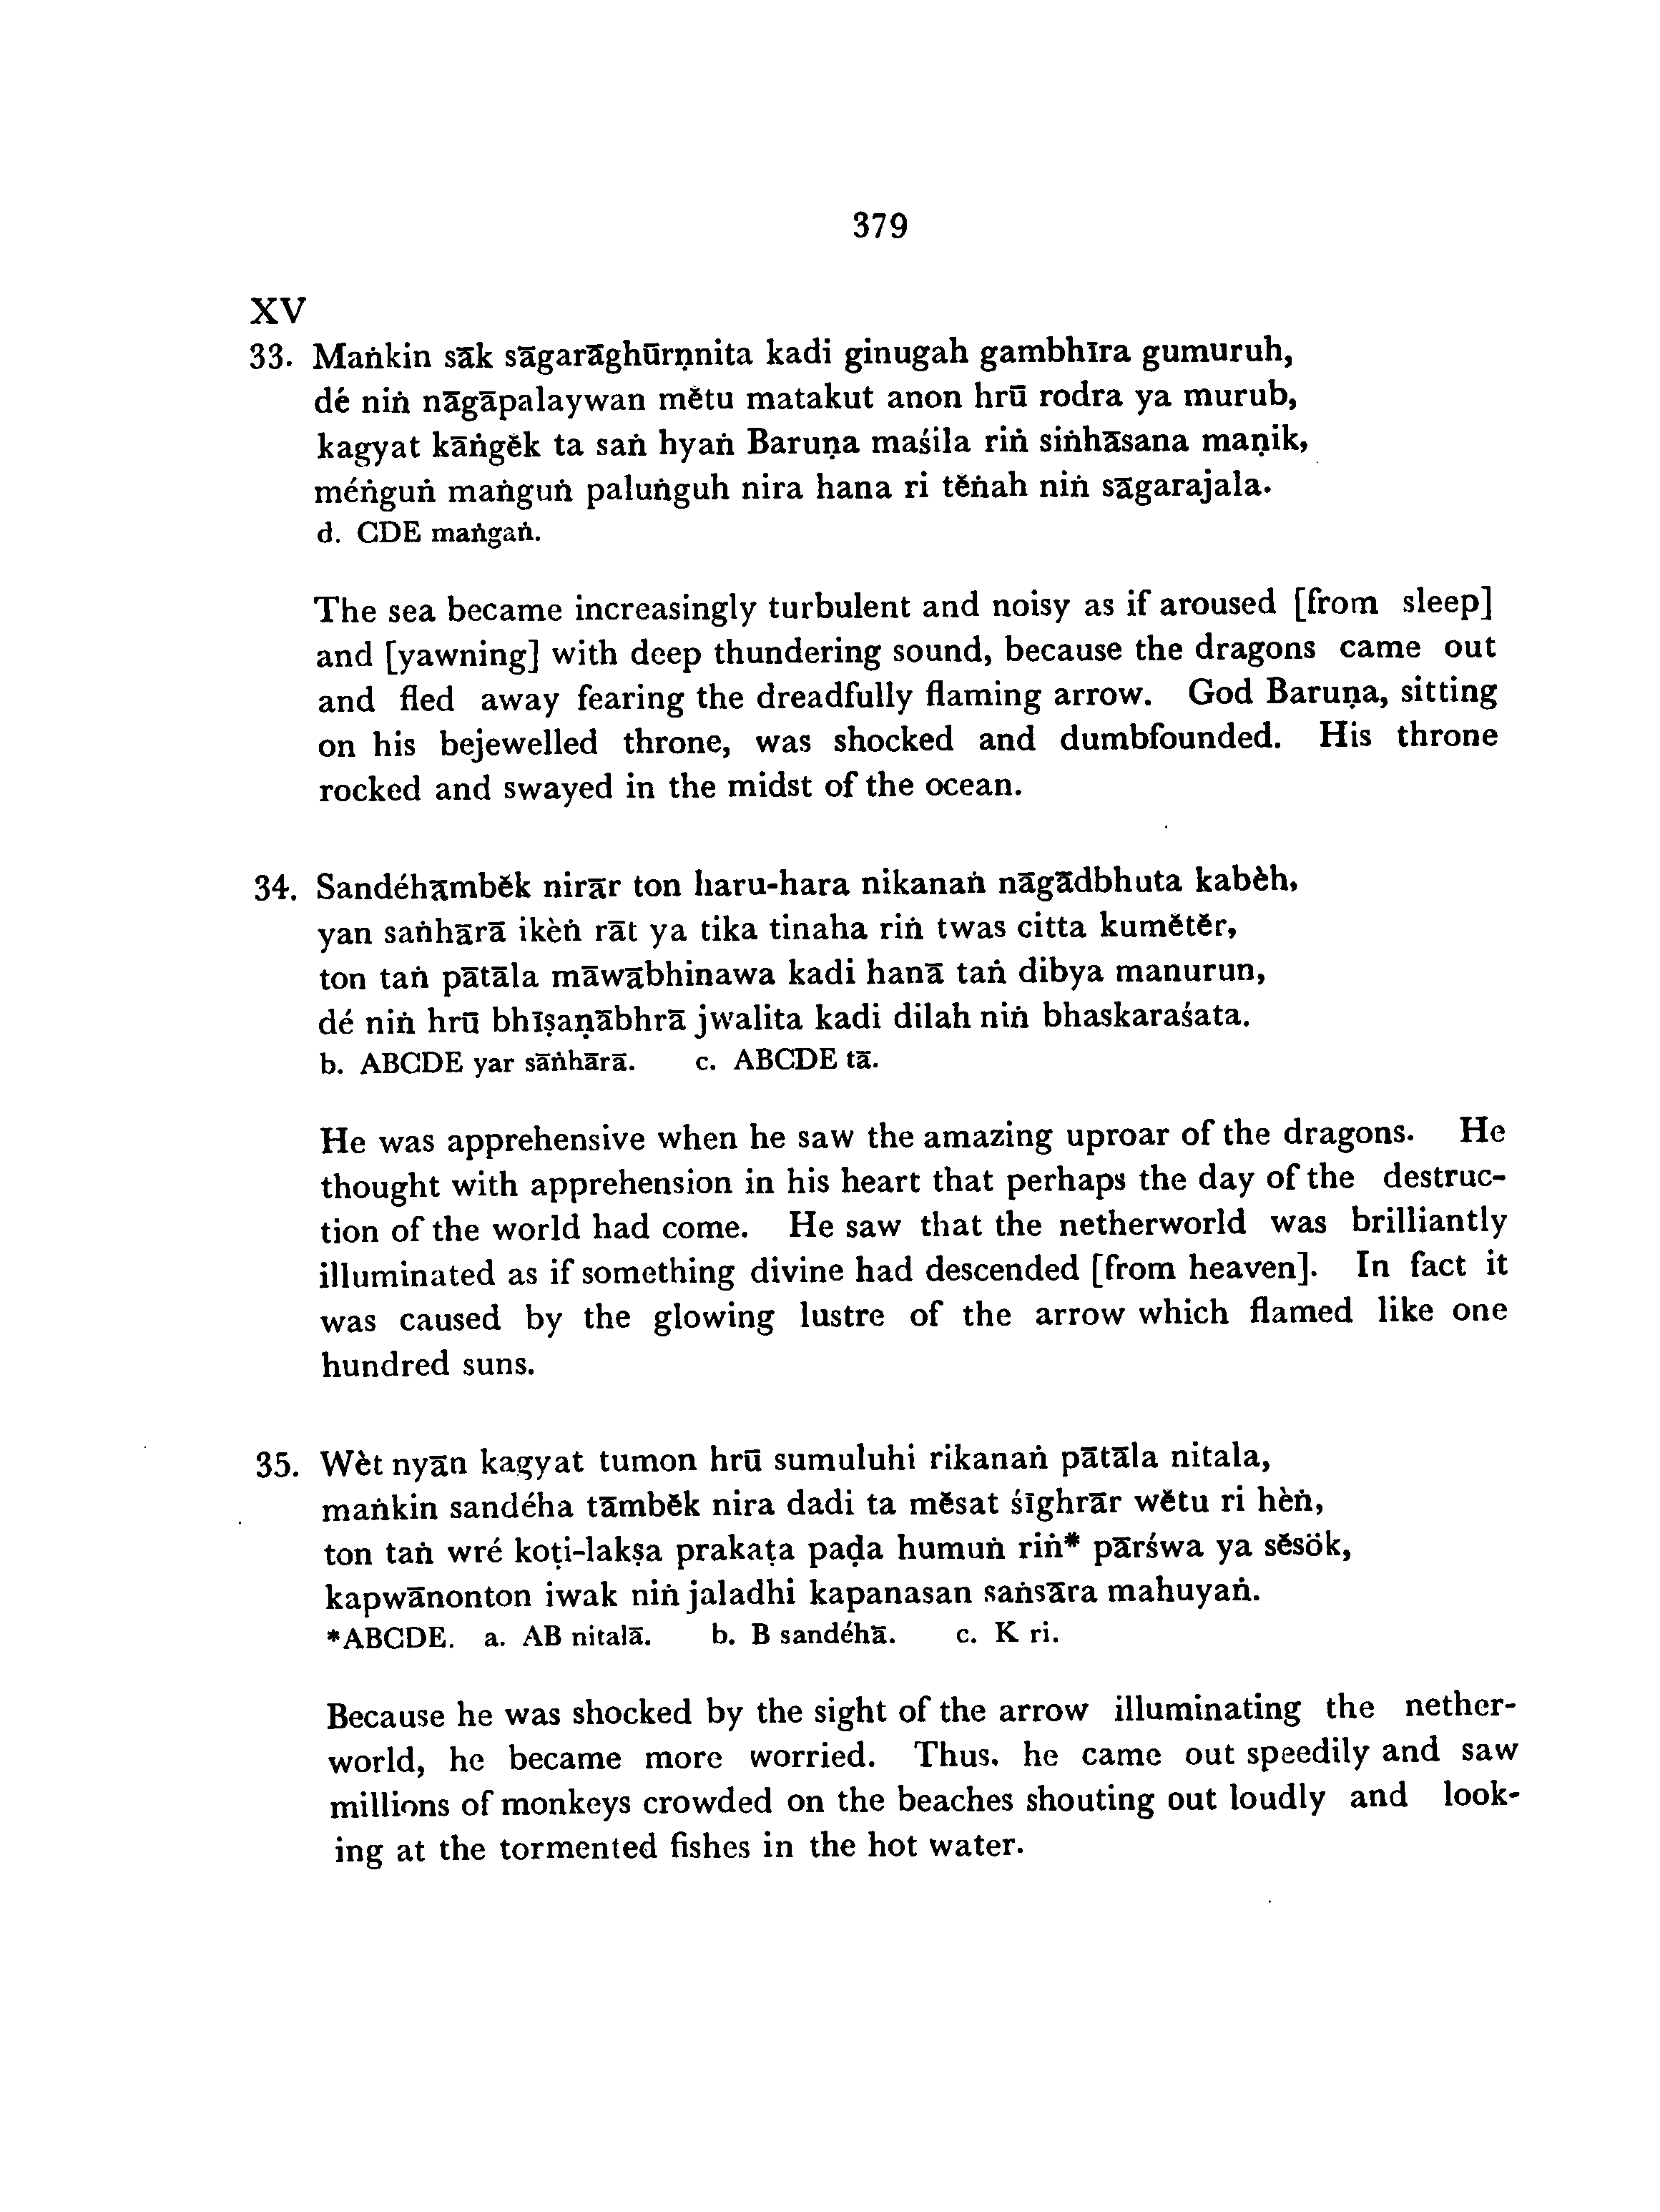 379
XV
33. Maṅkin sāk sāgarāghūrṇnita kadi ginugah gambhīra gumuruh,
dé niṅ nāgāpalaywan mĕtu matakut anon hrū rodra ya murub,
kagyat kāṅgĕk ta saṅ hyaṅ Baruṇa maśila riṅ siṅhāsana maṇik,
méṅguṅ maṅguṅ paluṅguh nira hana ri tĕṅah niṅ sāgarajala.
d. CDE maṅgaṅ.
The sea became increasingly turbulent and noisy as if aroused [from sleep]
and [yawning] with deep thundering sound, because the dragons came out
and fled away fearing the dreadfully flaming arrow. God Baruṇa, sitting
on his bejewelled throne, was shocked and dumbfounded. His throne
rocked and swayed in the midst of the ocean.
34. Sandéhāmbĕk nirār ton haru-hara nikanaṅ nāgādbhuta kabèh,
yan saṅhārā ikèṅ rāt ya tika tinaha riṅ twas citta kumĕtĕr,
ton taṅ pātāla māwābhinawa kadi hanā taṅ dibya manurun,
dé niṅ hrū bhīṣaṇābhrā jwalita kadi dilah niṅ bhaskaraśata.
b. ABCDE yar sāṅhārā. c. ABCDE tā.
He was apprehensive when he saw the amazing uproar of the dragons. He
thought with apprehension in his heart that perhaps the day of the destruc-
tion of the world had come. He saw that the netherworld was brilliantly
illuminated as if something divine had descended [from heaven]. In fact it
was caused by the glowing lustre of the arrow which flamed like one
hundred suns.
35. Wèt nyān kagyat tumon hrū sumuluhi rikanaṅ pātāla nitala,
maṅkin sandéha tāmbĕk nira dadi ta mĕsat śīghrār wĕtu ri hèṅ,
ton taṅ wré koṭi-lakṣa prakaṭa paḍa humuṅ riṅ* pārśwa ya sĕsök,
kapwānonton iwak niṅ jaladhi kapanasan saṅsāra mahuyaṅ.
*ABCDE. a. AB nitalā. b. B sandéhā. c. K ri.
Because he was shocked by the sight of the arrow illuminating the nether-
world, he became more worried. Thus, he came out speedily and saw
millions of monkeys crowded on the beaches shouting out loudly and look-
ing at the tormented fishes in the hot water.